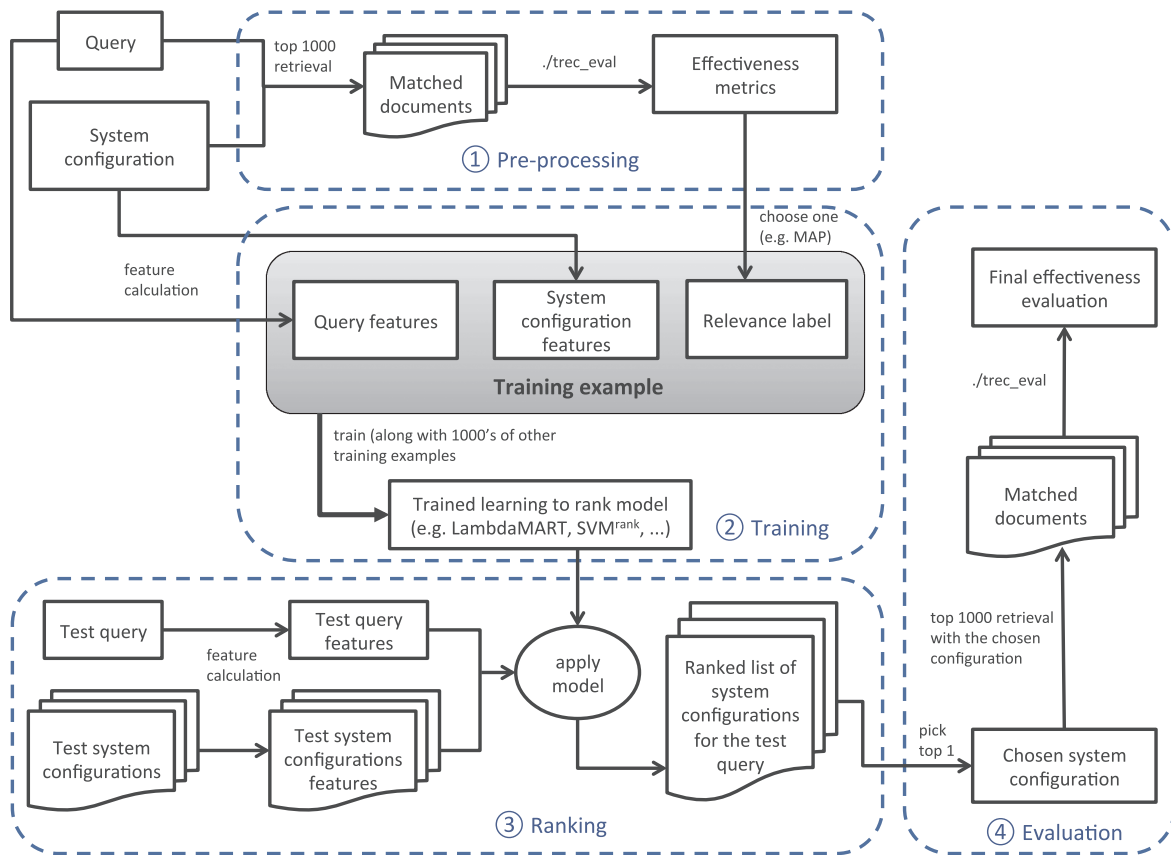 Query
top 1000
retrieval
Matched
documents
./trec_eval
Effectiveness
metrics
System
configuration
① Pre-processing
choose one
(e.g. MAP)
feature
calculation
Query features
System
configuration
features
Relevance label
Training example
train (along with 1000's of other
training examples
Trained learning to rank model
(e.g. LambdaMART, SVMrank, ...)
② Training
Test query
Test query
features
feature
calculation
Test system
configurations
Test system
configurations
features
apply
model
Ranked list of
system
configurations
for the test
query
③ Ranking
pick
top 1
Final effectiveness
evaluation
./trec_eval
Matched
documents
top 1000 retrieval
with the chosen
configuration
Chosen system
configuration
④ Evaluation